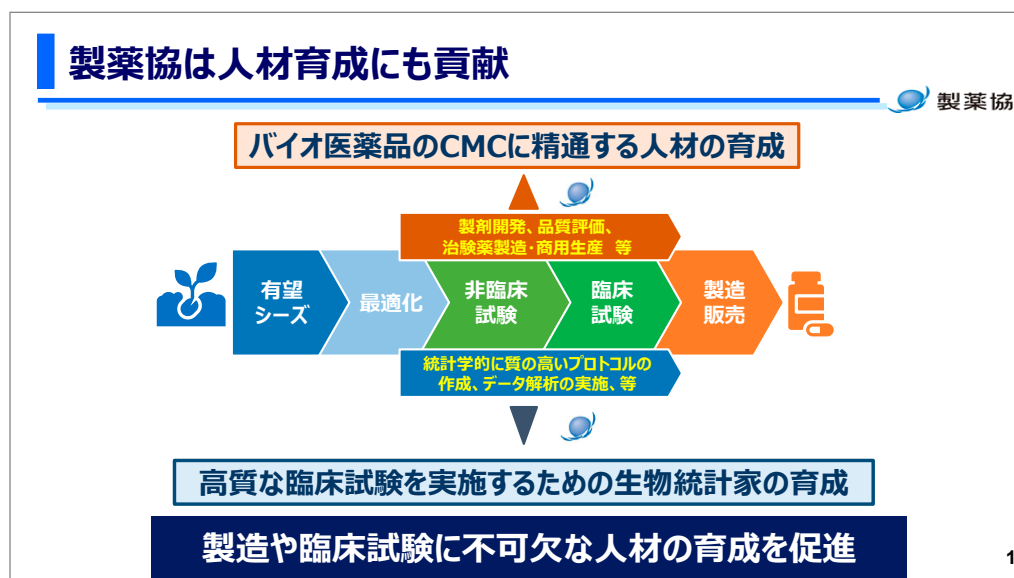 製薬協は人材育成にも貢献
製薬協
バイオ医薬品のCMCに精通する人材の育成
製剤開発、品質評価、
治験薬製造・商用生産 等
有望
シーズ
最適化
非臨床
試験
臨床
試験
製造
販売
統計学的に質の高いプロトコルの
作成、データ解析の実施、等
高質な臨床試験を実施するための生物統計家の育成
製造や臨床試験に不可欠な人材の育成を促進
1